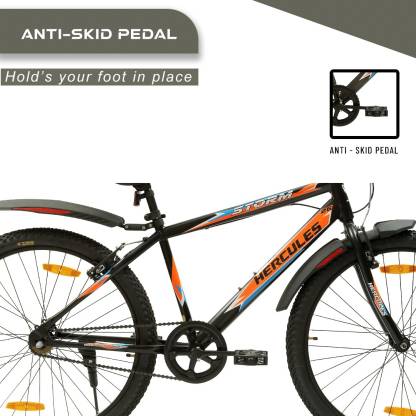 ANTI-SKID PEDAL
Hold's your foot in place
ANTI - SKID PEDAL
STORM
HERCULES
HERCULES